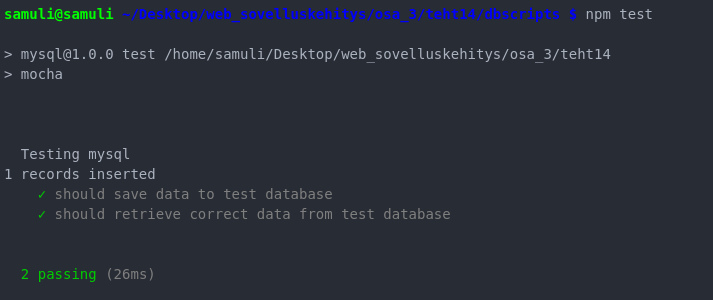 samuli@samuli ~/Desktop/web_sovelluskehitys/osa_3/teht14/dbscripts $ npm test
> mysql@1.0.0 test /home/samuli/Desktop/web_sovelluskehitys/osa_3/teht14
> mocha
Testing mysql
1 records inserted
✓ should save data to test database
✓ should retrieve correct data from test database
2 passing (26ms)